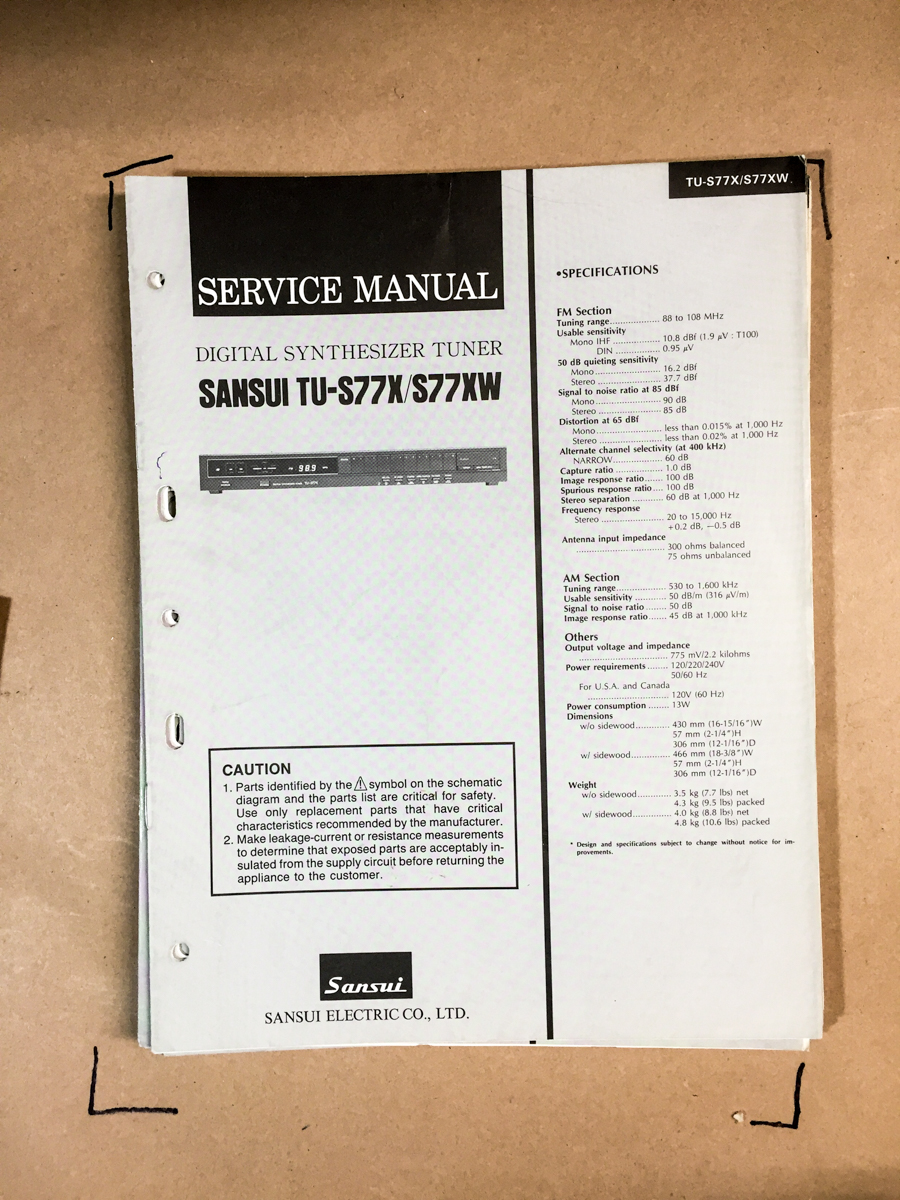 SERVICE MANUAL
DIGITAL SYNTHESIZER TUNER
SANSUI TU-S77X/S77XW
98.9
CAUTION
1. Parts identified by the ⚠ symbol on the schematic
diagram and the parts list are critical for safety.
Use only replacement parts that have critical
characteristics recommended by the manufacturer.
2. Make leakage-current or resistance measurements
to determine that exposed parts are acceptably in-
sulated from the supply circuit before returning the
appliance to the customer.
Sansui
SANSUI ELECTRIC CO., LTD.
TU-S77X/S77XW
•SPECIFICATIONS
FM Section
Tuning range.................. 88 to 108 MHz
Usable sensitivity
Mono IHF ................. 10.8 dBf (1.9 µV : T100)
DIN ................ 0.95 µV
50 dB quieting sensitivity
Mono....................... 16.2 dBf
Stereo ...................... 37.7 dBf
Signal to noise ratio at 85 dBf
Mono....................... 90 dB
Stereo ...................... 85 dB
Distortion at 65 dBf
Mono....................... less than 0.015% at 1,000 Hz
Stereo ...................... less than 0.02% at 1,000 Hz
Alternate channel selectivity (at 400 kHz)
NARROW.................. 60 dB
Capture ratio ................. 1.0 dB
Image response ratio....... 100 dB
Spurious response ratio.... 100 dB
Stereo separation ........... 60 dB at 1,000 Hz
Frequency response
Stereo ...................... 20 to 15,000 Hz
+0.2 dB, −0.5 dB
Antenna input impedance
................................ 300 ohms balanced
75 ohms unbalanced
AM Section
Tuning range.................. 530 to 1,600 kHz
Usable sensitivity ........... 50 dB/m (316 µV/m)
Signal to noise ratio ....... 50 dB
Image response ratio....... 45 dB at 1,000 kHz
Others
Output voltage and impedance
................................ 775 mV/2.2 kilohms
Power requirements ........ 120/220/240V
50/60 Hz
For U.S.A. and Canada
............................. 120V (60 Hz)
Power consumption ........ 13W
Dimensions
w/o sidewood............. 430 mm (16-15/16″)W
57 mm (2-1/4″)H
306 mm (12-1/16″)D
w/ sidewood............... 466 mm (18-3/8″)W
57 mm (2-1/4″)H
306 mm (12-1/16″)D
Weight
w/o sidewood............. 3.5 kg (7.7 lbs) net
4.3 kg (9.5 lbs) packed
w/ sidewood............... 4.0 kg (8.8 lbs) net
4.8 kg (10.6 lbs) packed
* Design and specifications subject to change without notice for im-
provements.